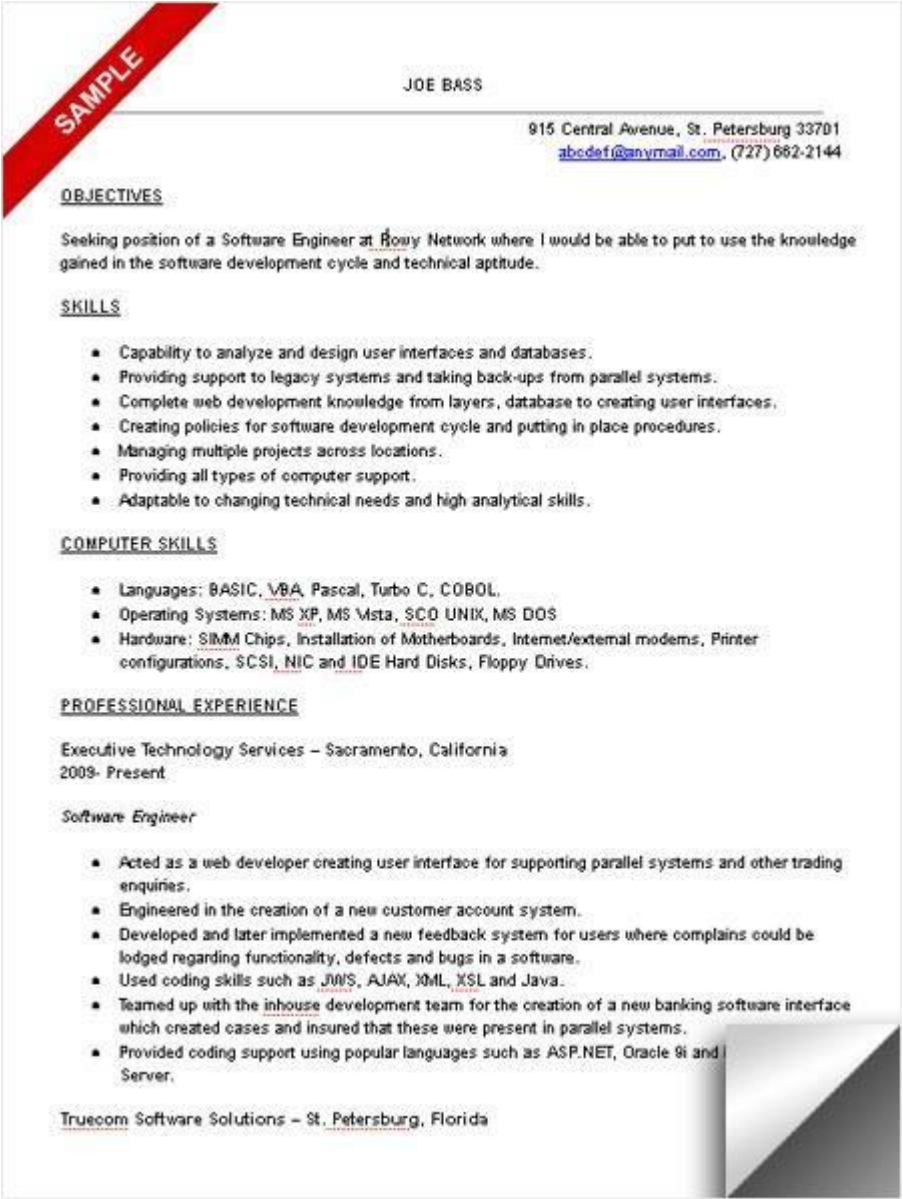 SAMPLE
JOE BASS
915 Central Avenue, St. Petersburg 33701
abcdef@anymail.com, (727) 662-2144
OBJECTIVES
Seeking position of a Software Engineer at Rowy Network where I would be able to put to use the knowledge
gained in the software development cycle and technical aptitude.
SKILLS
• Capability to analyze and design user interfaces and databases.
• Providing support to legacy systems and taking back-ups from parallel systems.
• Complete web development knowledge from layers, database to creating user interfaces.
• Creating policies for software development cycle and putting in place procedures.
• Managing multiple projects across locations.
• Providing all types of computer support.
• Adaptable to changing technical needs and high analytical skills.
COMPUTER SKILLS
• Languages: BASIC, VBA, Pascal, Turbo C, COBOL.
• Operating Systems: MS XP, MS Vista, SCO UNIX, MS DOS
• Hardware: SIMM Chips, Installation of Motherboards, Internet/external modems, Printer
configurations, SCSI, NIC and IDE Hard Disks, Floppy Drives.
PROFESSIONAL EXPERIENCE
Executive Technology Services – Sacramento, California
2009- Present
Software Engineer
• Acted as a web developer creating user interface for supporting parallel systems and other trading
enquiries.
• Engineered in the creation of a new customer account system.
• Developed and later implemented a new feedback system for users where complains could be
lodged regarding functionality, defects and bugs in a software.
• Used coding skills such as JWS, AJAX, XML, XSL and Java.
• Teamed up with the inhouse development team for the creation of a new banking software interface
which created cases and insured that these were present in parallel systems.
• Provided coding support using popular languages such as ASP.NET, Oracle 9i and
Server.
Truecom Software Solutions – St. Petersburg, Florida